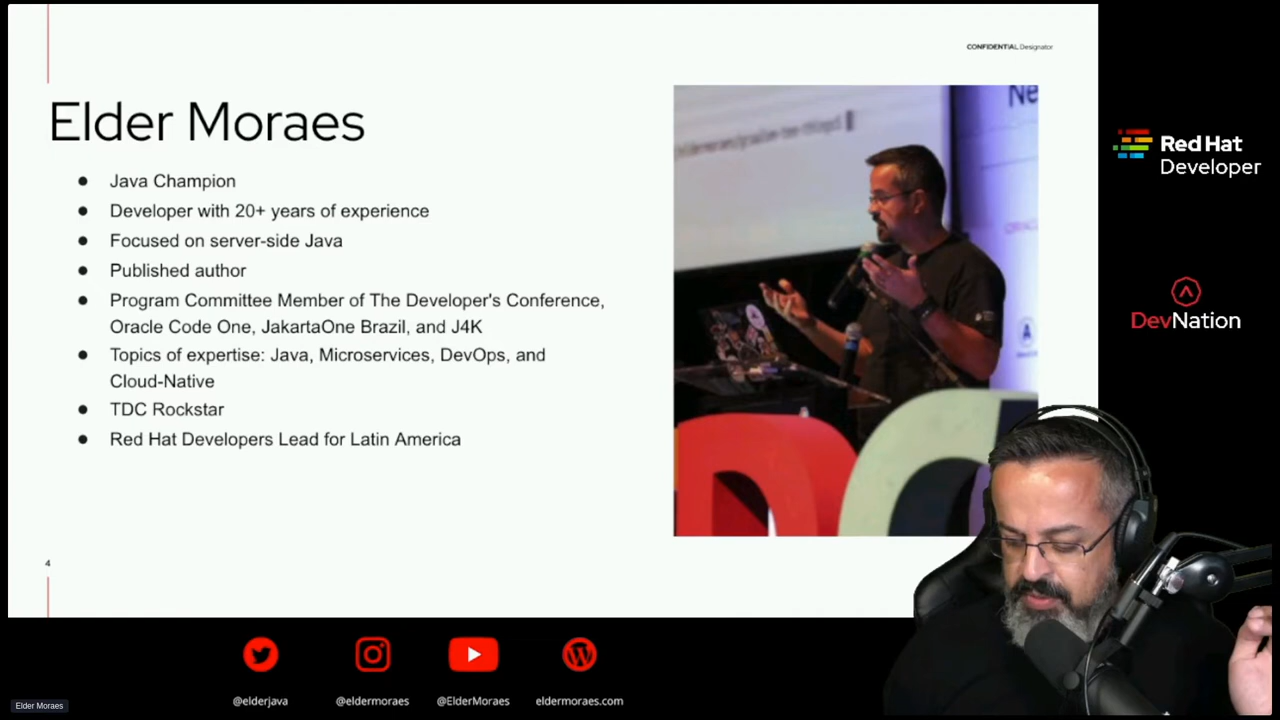 CONFIDENTIAL Designator
Elder Moraes
● Java Champion
● Developer with 20+ years of experience
● Focused on server-side Java
● Published author
● Program Committee Member of The Developer's Conference,
Oracle Code One, JakartaOne Brazil, and J4K
● Topics of expertise: Java, Microservices, DevOps, and
Cloud-Native
● TDC Rockstar
● Red Hat Developers Lead for Latin America
4
Ne
DC
Red Hat
Developer
DevNation
@elderjava
@eldermoraes
@ElderMoraes
eldermoraes.com
Elder Moraes